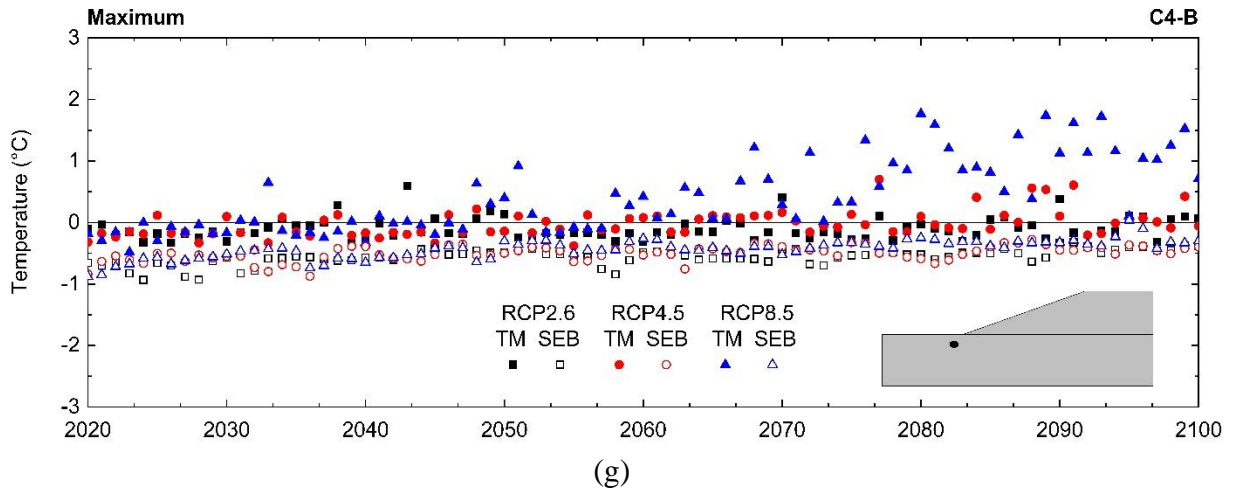 Maximum C4-B
3
2
1
0
-1
-2
-3
Temperature (°C)
RCP2.6 RCP4.5 RCP8.5
TM SEB TM SEB TM SEB
2020 2030 2040 2050 2060 2070 2080 2090 2100
(g)